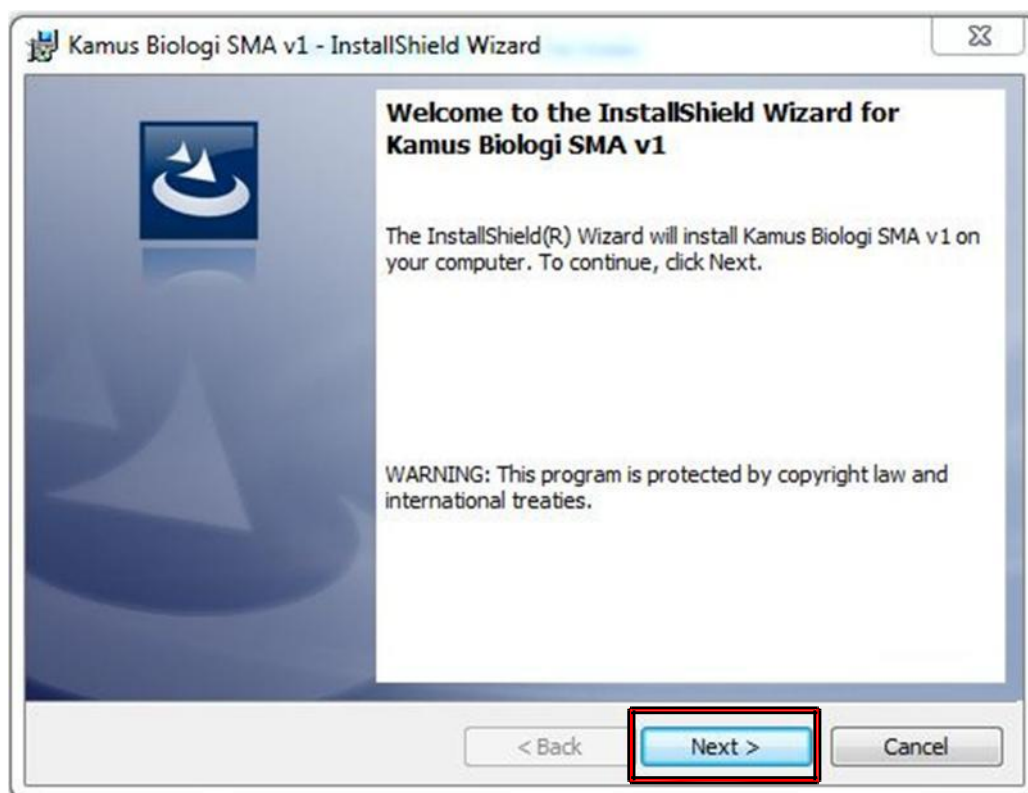 Kamus Biologi SMA v1 - InstallShield Wizard
Welcome to the InstallShield Wizard for
Kamus Biologi SMA v1
The InstallShield(R) Wizard will install Kamus Biologi SMA v1 on
your computer. To continue, click Next.
WARNING: This program is protected by copyright law and
international treaties.
< Back
Next >
Cancel